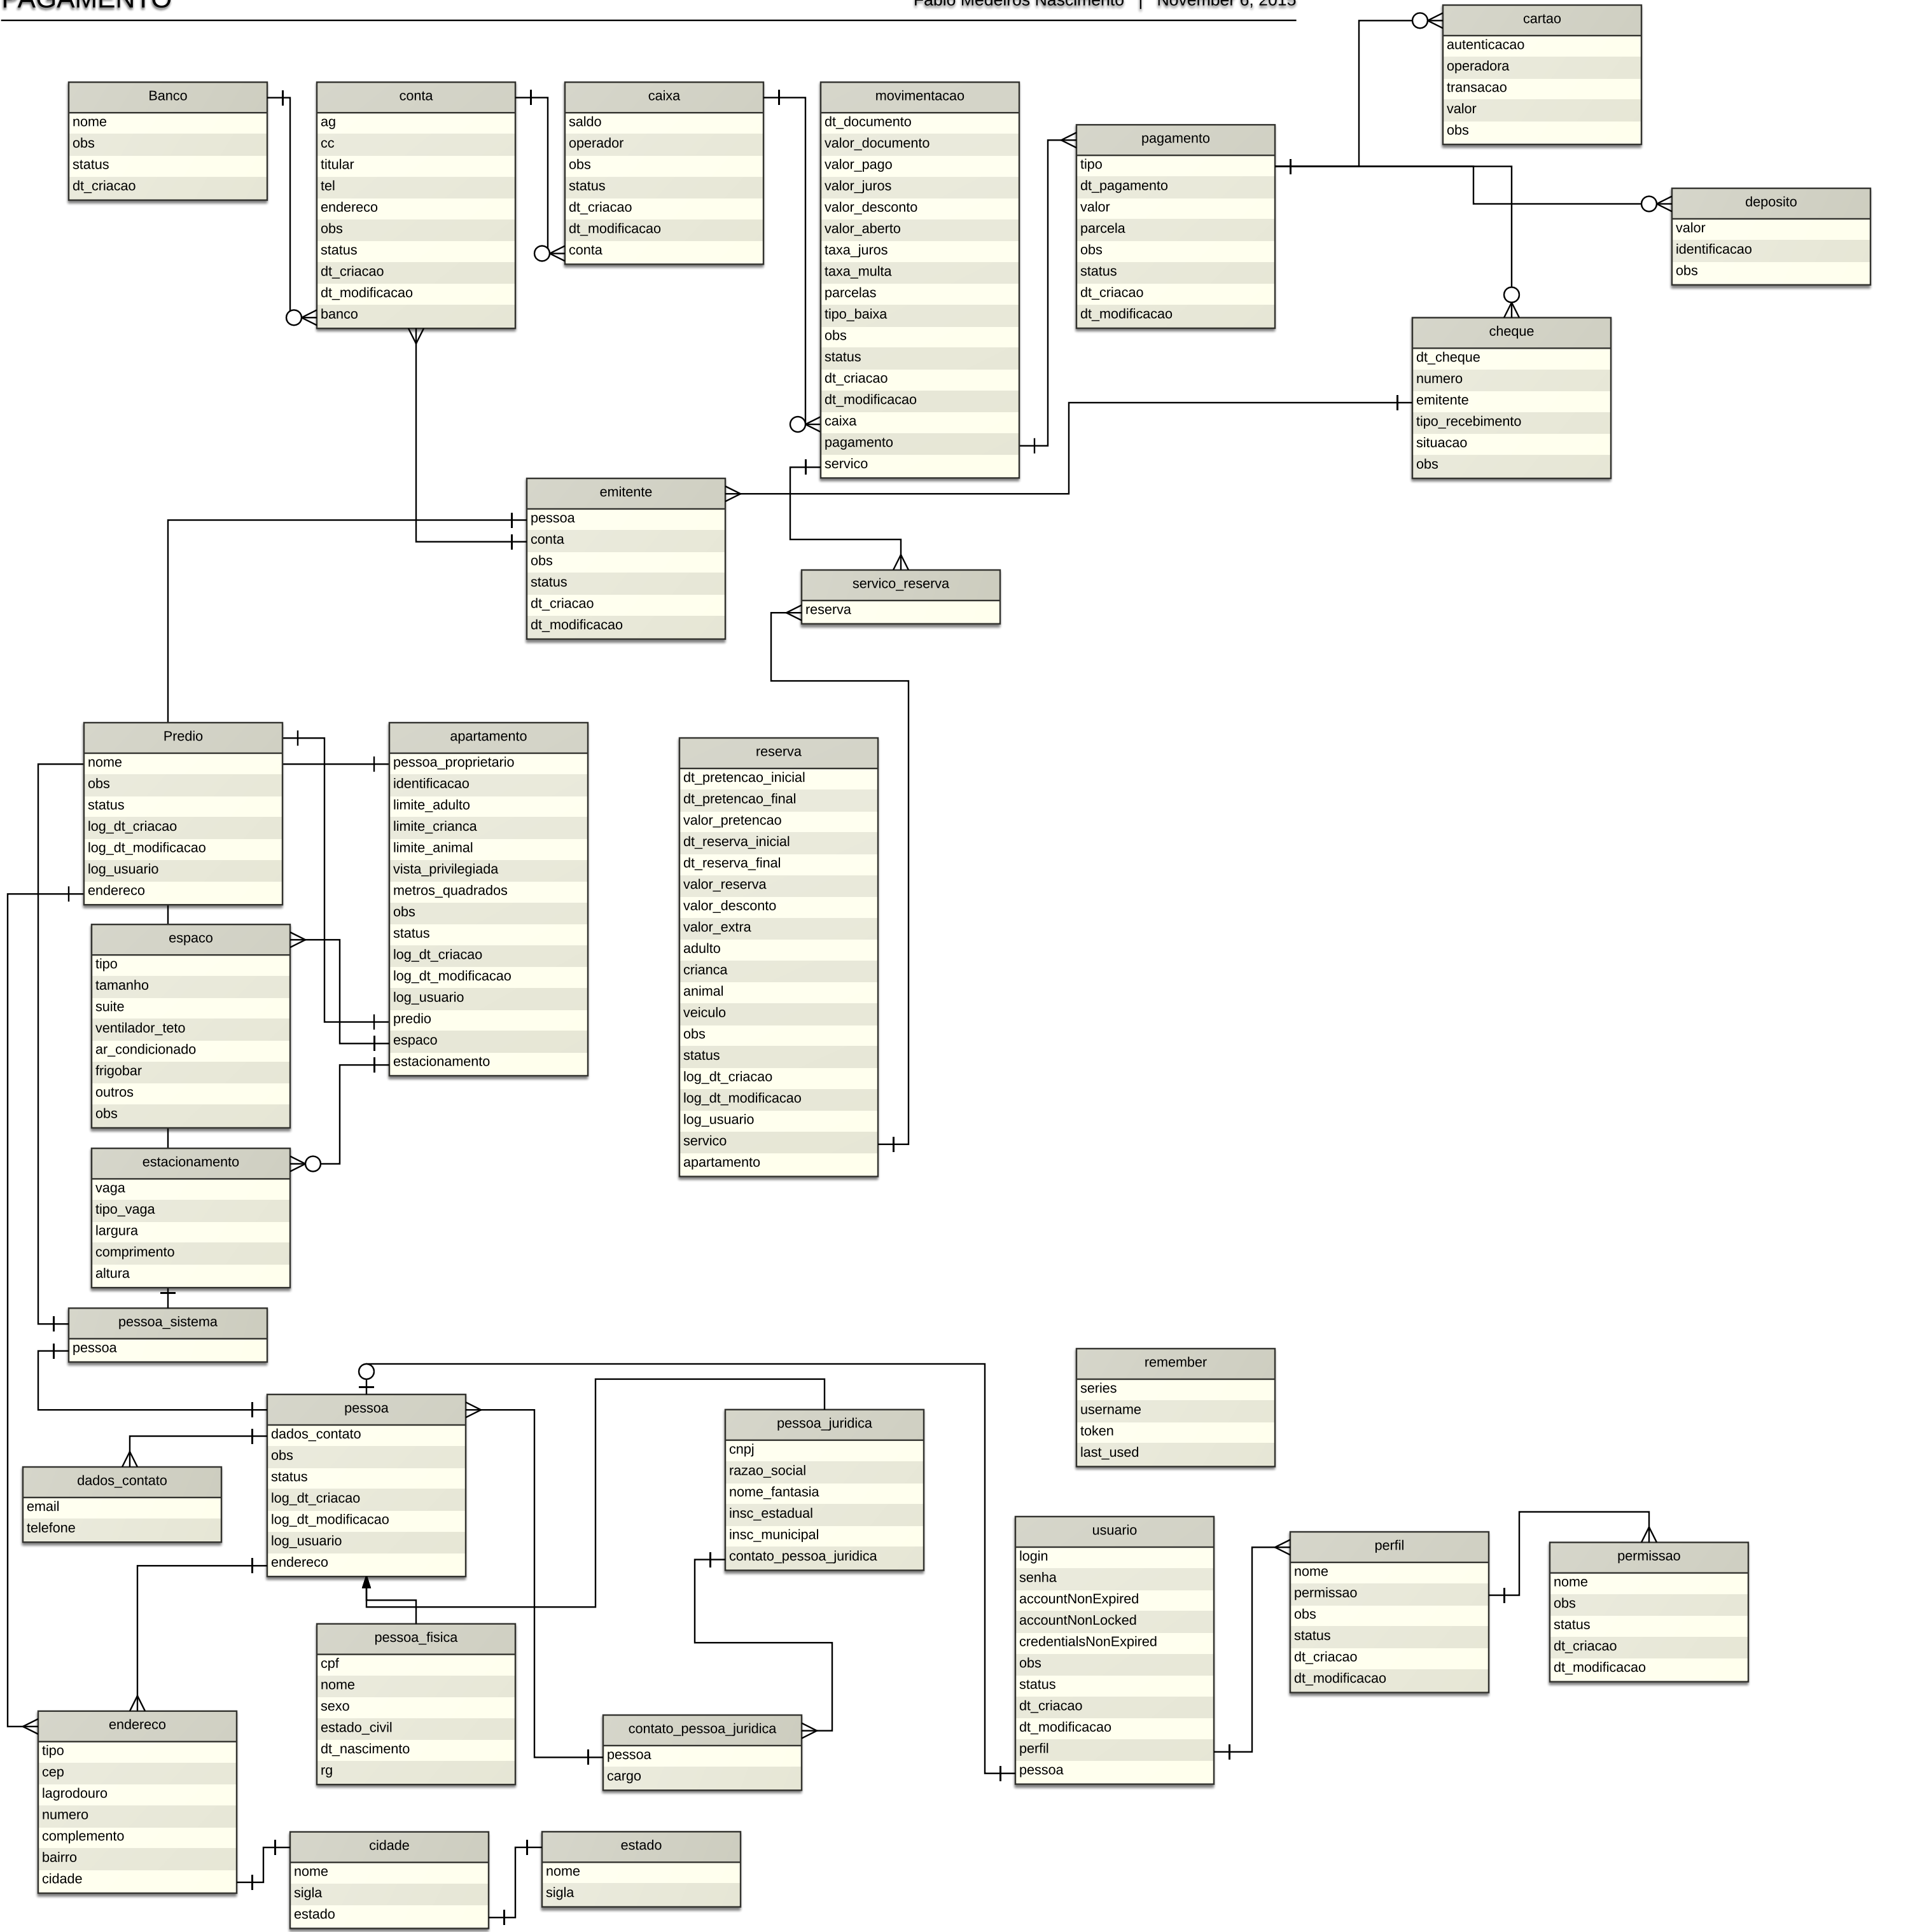 PAGAMENTO
Fabio Medeiros Nascimento | November 6, 2015
cartao
autenticacao
operadora
transacao
valor
obs
Banco
nome
obs
status
dt_criacao
conta
ag
cc
titular
tel
endereco
obs
status
dt_criacao
dt_modificacao
banco
caixa
saldo
operador
obs
status
dt_criacao
dt_modificacao
conta
movimentacao
dt_documento
valor_documento
valor_pago
valor_juros
valor_desconto
valor_aberto
taxa_juros
taxa_multa
parcelas
tipo_baixa
obs
status
dt_criacao
dt_modificacao
caixa
pagamento
servico
pagamento
tipo
dt_pagamento
valor
parcela
obs
status
dt_criacao
dt_modificacao
deposito
valor
identificacao
obs
cheque
dt_cheque
numero
emitente
tipo_recebimento
situacao
obs
emitente
pessoa
conta
obs
status
dt_criacao
dt_modificacao
servico_reserva
reserva
Predio
nome
obs
status
log_dt_criacao
log_dt_modificacao
log_usuario
endereco
apartamento
pessoa_proprietario
identificacao
limite_adulto
limite_crianca
limite_animal
vista_privilegiada
metros_quadrados
obs
status
log_dt_criacao
log_dt_modificacao
log_usuario
predio
espaco
estacionamento
reserva
dt_pretencao_inicial
dt_pretencao_final
valor_pretencao
dt_reserva_inicial
dt_reserva_final
valor_reserva
valor_desconto
valor_extra
adulto
crianca
animal
veiculo
obs
status
log_dt_criacao
log_dt_modificacao
log_usuario
servico
apartamento
espaco
tipo
tamanho
suite
ventilador_teto
ar_condicionado
frigobar
outros
obs
estacionamento
vaga
tipo_vaga
largura
comprimento
altura
pessoa_sistema
pessoa
remember
series
username
token
last_used
pessoa
dados_contato
obs
status
log_dt_criacao
log_dt_modificacao
log_usuario
endereco
pessoa_juridica
cnpj
razao_social
nome_fantasia
insc_estadual
insc_municipal
contato_pessoa_juridica
dados_contato
email
telefone
usuario
login
senha
accountNonExpired
accountNonLocked
credentialsNonExpired
obs
status
dt_criacao
dt_modificacao
perfil
pessoa
perfil
nome
permissao
obs
status
dt_criacao
dt_modificacao
permissao
nome
obs
status
dt_criacao
dt_modificacao
pessoa_fisica
cpf
nome
sexo
estado_civil
dt_nascimento
rg
endereco
tipo
cep
lagrodouro
numero
complemento
bairro
cidade
contato_pessoa_juridica
pessoa
cargo
cidade
nome
sigla
estado
estado
nome
sigla